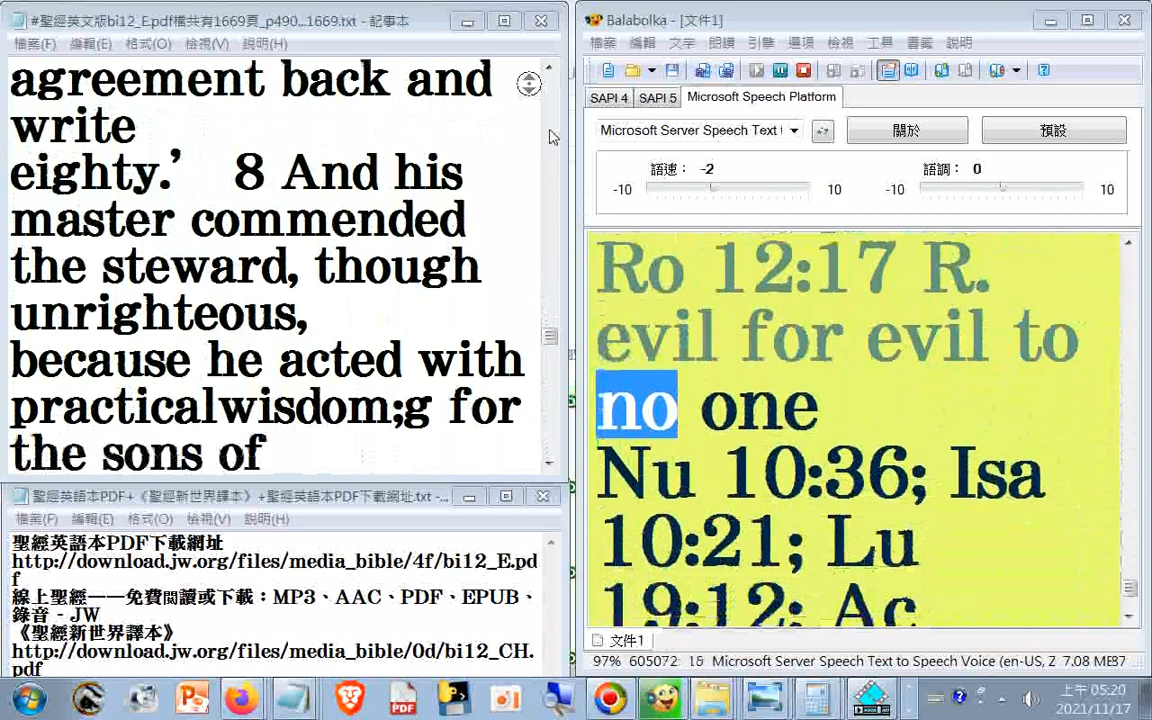 #聖經英文版bi12_E.pdf檔共有1669頁_p490...1669.txt - 記事本
檔案(F) 編輯(E) 格式(O) 檢視(V) 說明(H)
agreement back and
write
eighty.’ 8 And his
master commended
the steward, though
unrighteous,
because he acted with
practicalwisdom;g for
the sons of
聖經英語本PDF+《聖經新世界譯本》+聖經英語本PDF下載網址.txt - ...
檔案(F) 編輯(E) 格式(O) 檢視(V) 說明(H)
聖經英語本PDF下載網址
http://download.jw.org/files/media_bible/4f/bi12_E.pd
f
線上聖經——免費閱讀或下載：MP3、AAC、PDF、EPUB、
錄音 - JW
《聖經新世界譯本》
http://download.jw.org/files/media_bible/0d/bi12_CH.
pdf
Balabolka - [文件1]
檔案 編輯 文字 朗讀 引擎 選項 檢視 工具 書籤 說明
SAPI 4 SAPI 5 Microsoft Speech Platform
Microsoft Server Speech Text 關於 預設
語速： -2 語調： 0
-10 10 -10 10
Ro 12:17 R.
evil for evil to
no one
Nu 10:36; Isa
10:21; Lu
19:12; Ac
文件1
97% 605072: 15 Microsoft Server Speech Text to Speech Voice (en-US, Z 7.08 MB
上午 05:20
2021/11/17